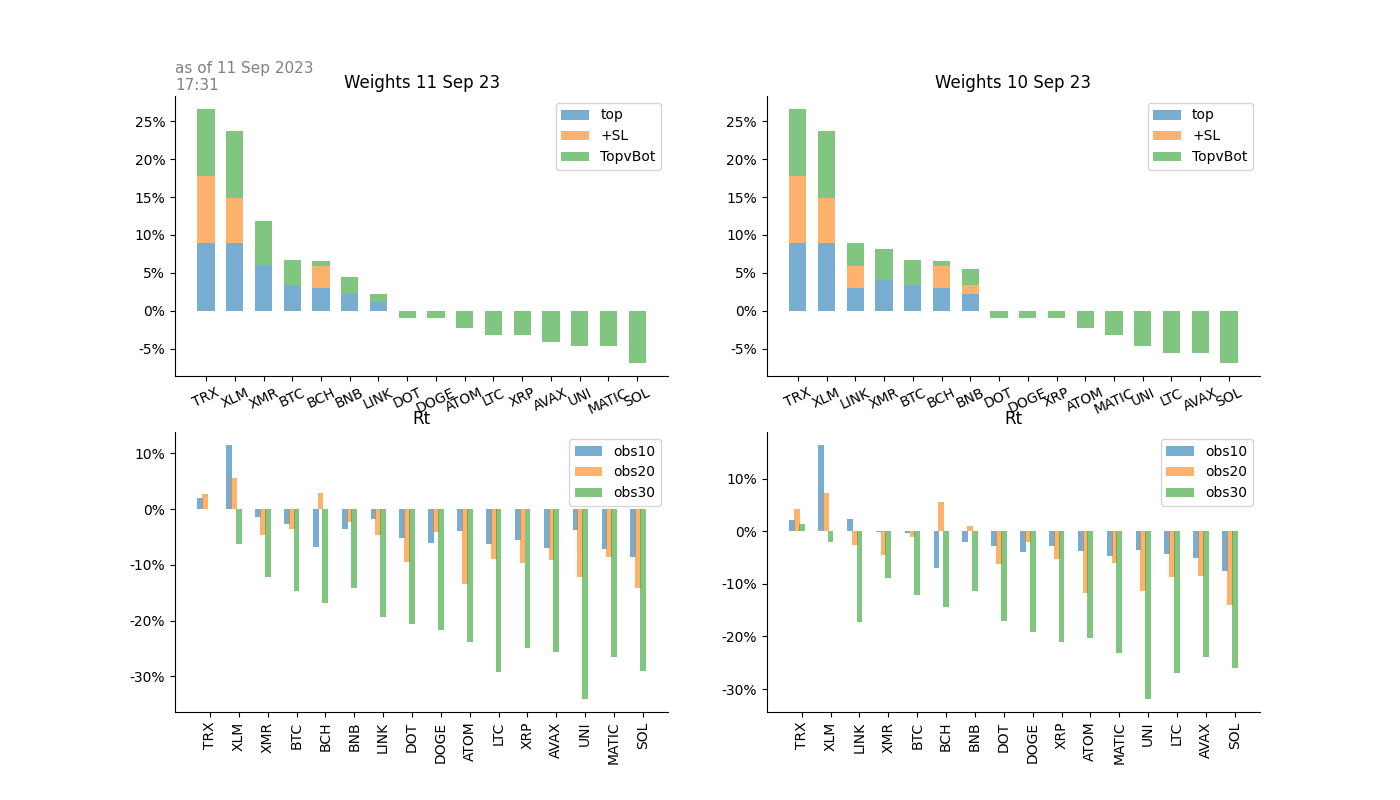 as of 11 Sep 2023
17:31
Weights 11 Sep 23
25%
20%
15%
10%
5%
0%
-5%
top
+SL
TopvBot
TRX XLM XMR BTC BCH BNB LINK DOT DOGE ATOM LTC XRP AVAX UNI MATIC SOL
Weights 10 Sep 23
25%
20%
15%
10%
5%
0%
-5%
top
+SL
TopvBot
TRX XLM LINK XMR BTC BCH BNB DOT DOGE XRP ATOM MATIC UNI LTC AVAX SOL
Rt
10%
0%
-10%
-20%
-30%
obs10
obs20
obs30
TRX XLM XMR BTC BCH BNB LINK DOT DOGE ATOM LTC XRP AVAX UNI MATIC SOL
Rt
10%
0%
-10%
-20%
-30%
obs10
obs20
obs30
TRX XLM LINK XMR BTC BCH BNB DOT DOGE XRP ATOM MATIC UNI LTC AVAX SOL